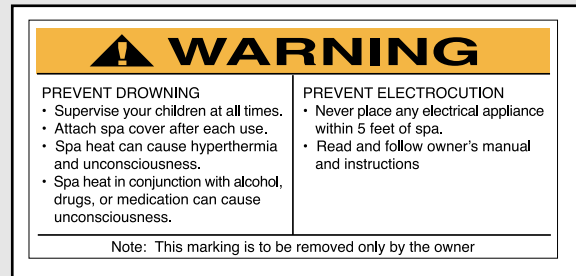 WARNING
PREVENT DROWNING
• Supervise your children at all times.
• Attach spa cover after each use.
• Spa heat can cause hyperthermia
and unconsciousness.
• Spa heat in conjunction with alcohol,
drugs, or medication can cause
unconsciousness.
PREVENT ELECTROCUTION
• Never place any electrical appliance
within 5 feet of spa.
• Read and follow owner's manual
and instructions
Note: This marking is to be removed only by the owner